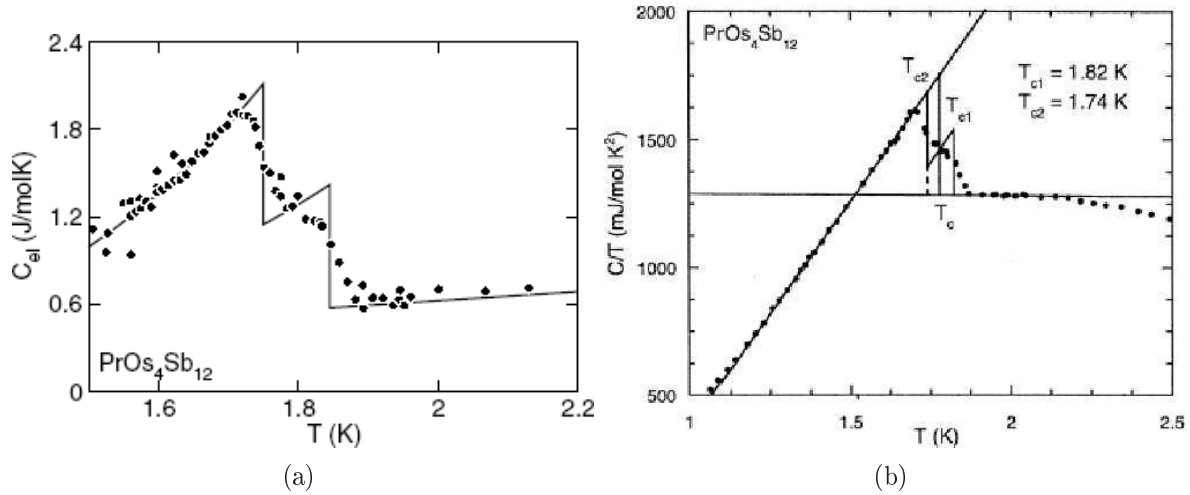 2.4
1.8
1.2
0.6
0
C_el (J/molK)
PrOs₄Sb₁₂
1.6
1.8
2
2.2
T (K)
(a)
2000
1500
1000
500
C/T (mJ/mol K²)
PrOs₄Sb₁₂
T_c2
T_c1
T_c1 = 1.82 K
T_c2 = 1.74 K
T_c
1
1.5
2
2.5
T (K)
(b)